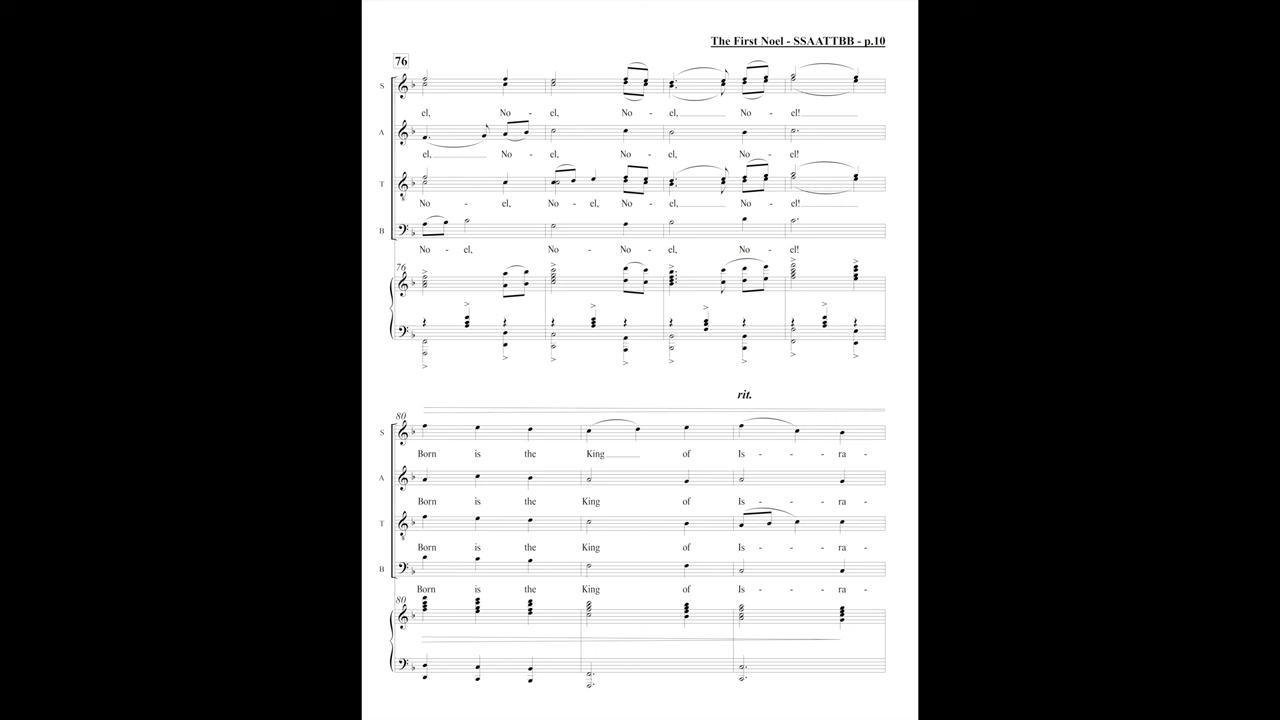 The First Noel - SSAATTBB - p.10
76
S
el, No - el, No - el, No - el!
A
el, No - el, No - el, No - el!
T
No - el, No - el, No - el, No - el!
B
No - el, No - No - el, No - el!
76
rit.
80
S
Born is the King of Is - - - ra -
A
Born is the King of Is - - - ra -
T
Born is the King of Is - - - ra -
B
Born is the King of Is - - - ra -
80